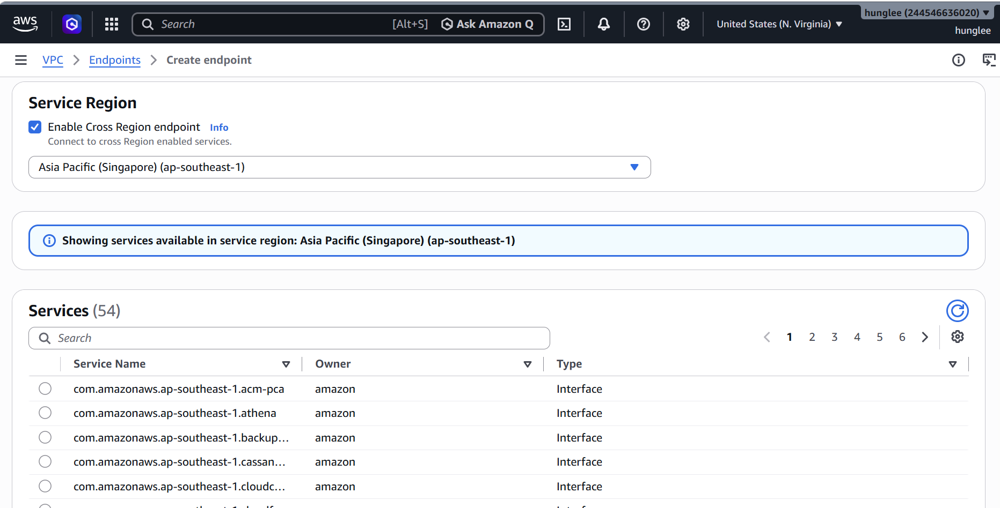 aws
Search
[Alt+S]
Ask Amazon Q
United States (N. Virginia)
hunglee (244546636020)
hunglee
VPC
Endpoints
Create endpoint
Service Region
Enable Cross Region endpoint
Info
Connect to cross Region enabled services.
Asia Pacific (Singapore) (ap-southeast-1)
Showing services available in service region: Asia Pacific (Singapore) (ap-southeast-1)
Services (54)
Search
1 2 3 4 5 6
Service Name Owner Type
com.amazonaws.ap-southeast-1.acm-pca amazon Interface
com.amazonaws.ap-southeast-1.athena amazon Interface
com.amazonaws.ap-southeast-1.backup... amazon Interface
com.amazonaws.ap-southeast-1.cassan... amazon Interface
com.amazonaws.ap-southeast-1.cloudc... amazon Interface